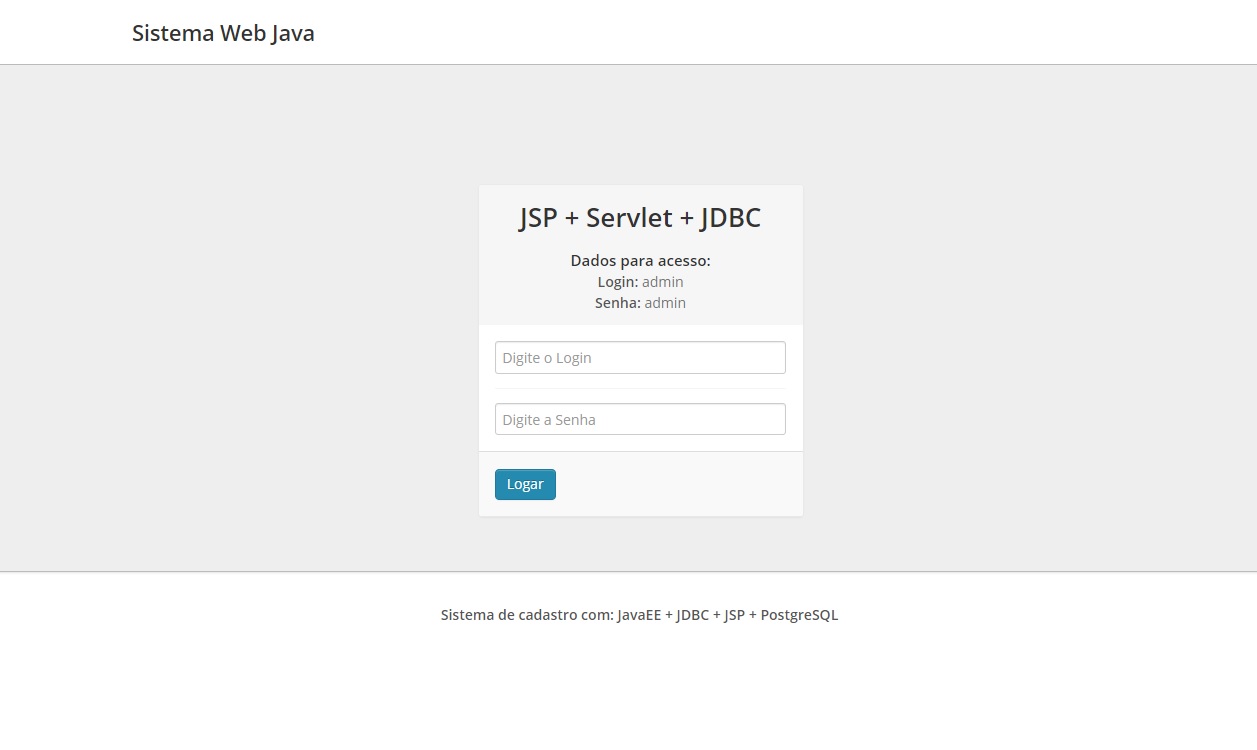 Sistema Web Java
JSP + Servlet + JDBC
Dados para acesso:
Login: admin
Senha: admin
Digite o Login
Digite a Senha
Logar
Sistema de cadastro com: JavaEE + JDBC + JSP + PostgreSQL